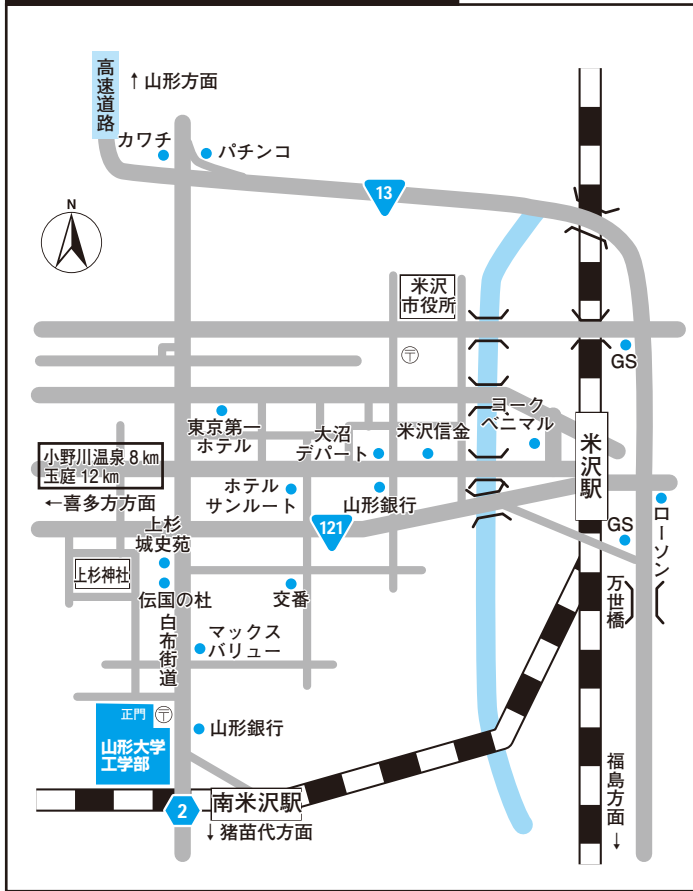 高速道路
↑山形方面
カワチ
パチンコ
13
N
米沢
市役所
〒
GS
東京第一
ホテル
大沼
デパート
米沢信金
ヨーク
ベニマル
米沢駅
小野川温泉 8 km
玉庭 12 km
←喜多方方面
ホテル
サンルート
山形銀行
121
ローソン
GS
上杉
城史苑
上杉神社
伝国の杜
交番
万世橋
白布街道
マックス
バリュー
正門
〒
山形大学
工学部
山形銀行
2
南米沢駅
↓猪苗代方面
福島方面↓